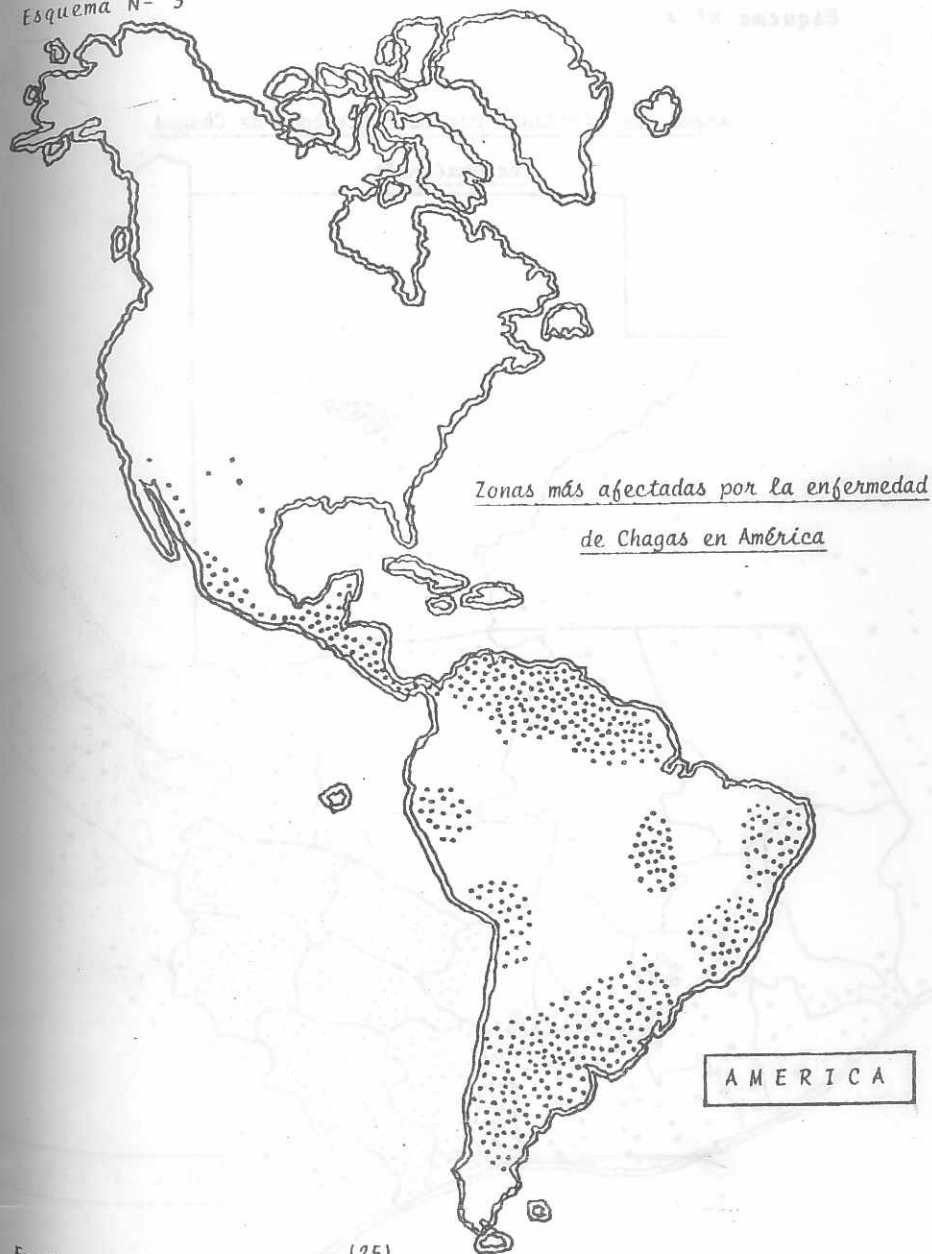 Esquema N- 3
Zonas más afectadas por la enfermedad
de Chagas en América
AMERICA
(25)